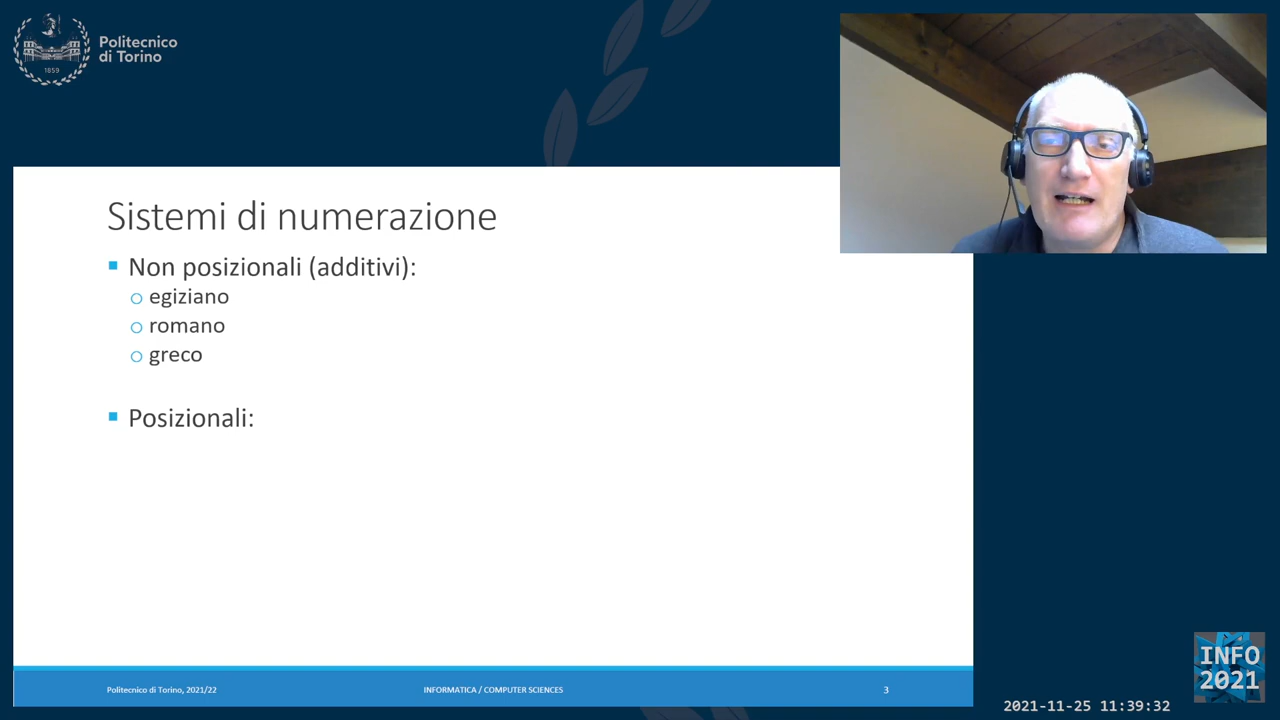 Politecnico
di Torino
1859
Sistemi di numerazione
Non posizionali (additivi):
egiziano
romano
greco
Posizionali:
Politecnico di Torino, 2021/22
INFORMATICA / COMPUTER SCIENCES
3
INFO
2021
2021-11-25 11:39:32